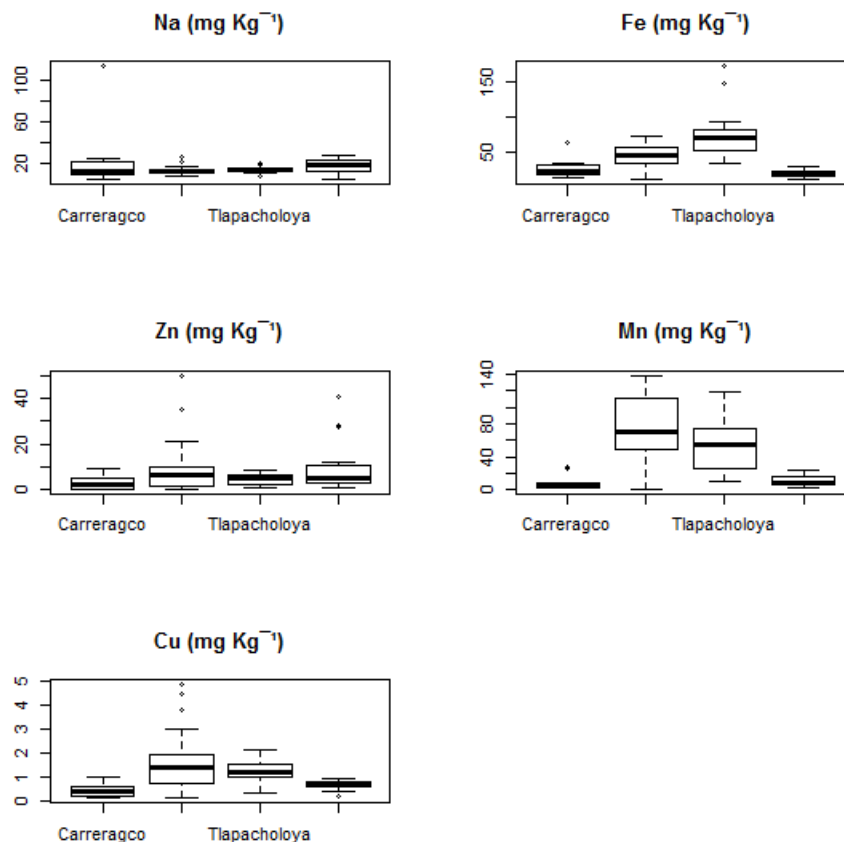 Na (mg Kg⁻¹)
100
60
20
Carreragco Tlapacholoya
Fe (mg Kg⁻¹)
150
50
Carreragco Tlapacholoya
Zn (mg Kg⁻¹)
40
20
0
Carreragco Tlapacholoya
Mn (mg Kg⁻¹)
140
80
40
0
Carreragco Tlapacholoya
Cu (mg Kg⁻¹)
5
4
3
2
1
0
Carreragco Tlapacholoya